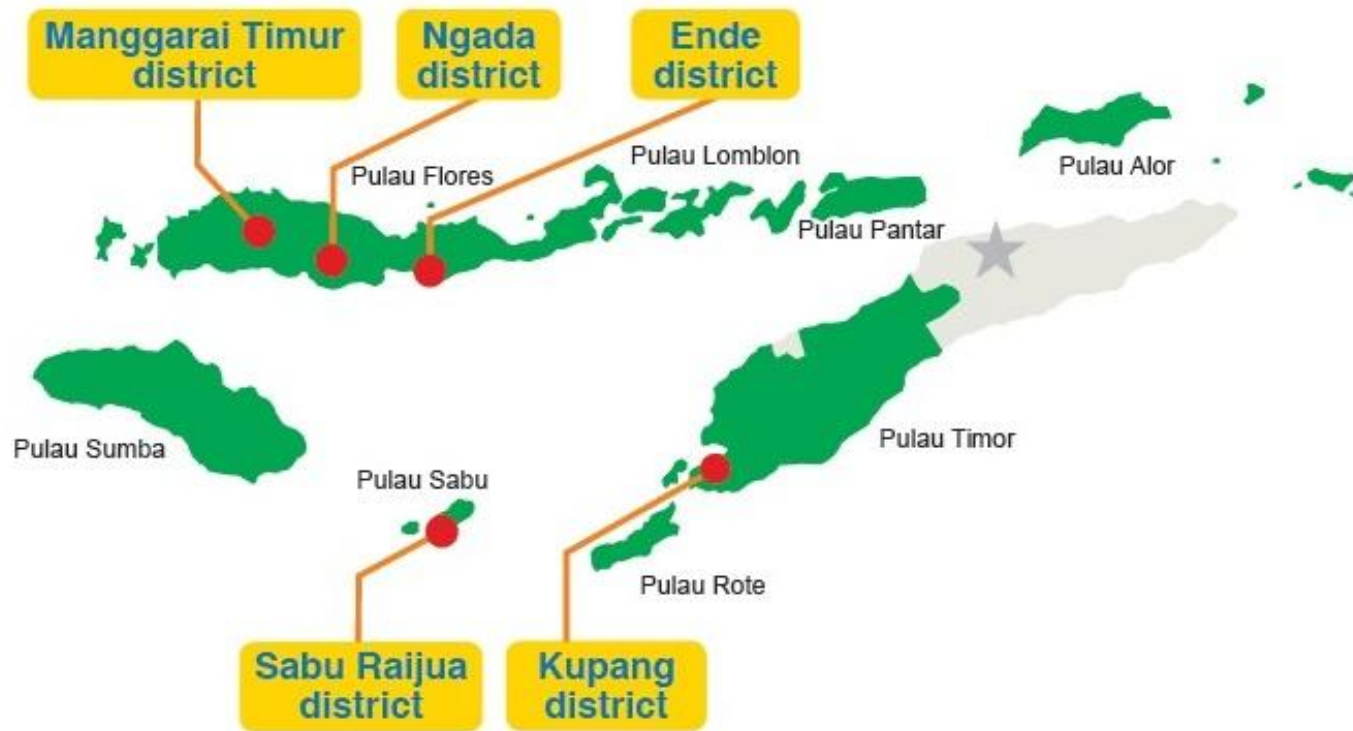 Manggarai Timur
district
Ngada
district
Ende
district
Pulau Lomblon
Pulau Alor
Pulau Flores
Pulau Pantar
Pulau Sumba
Pulau Timor
Pulau Sabu
Pulau Rote
Sabu Raijua
district
Kupang
district